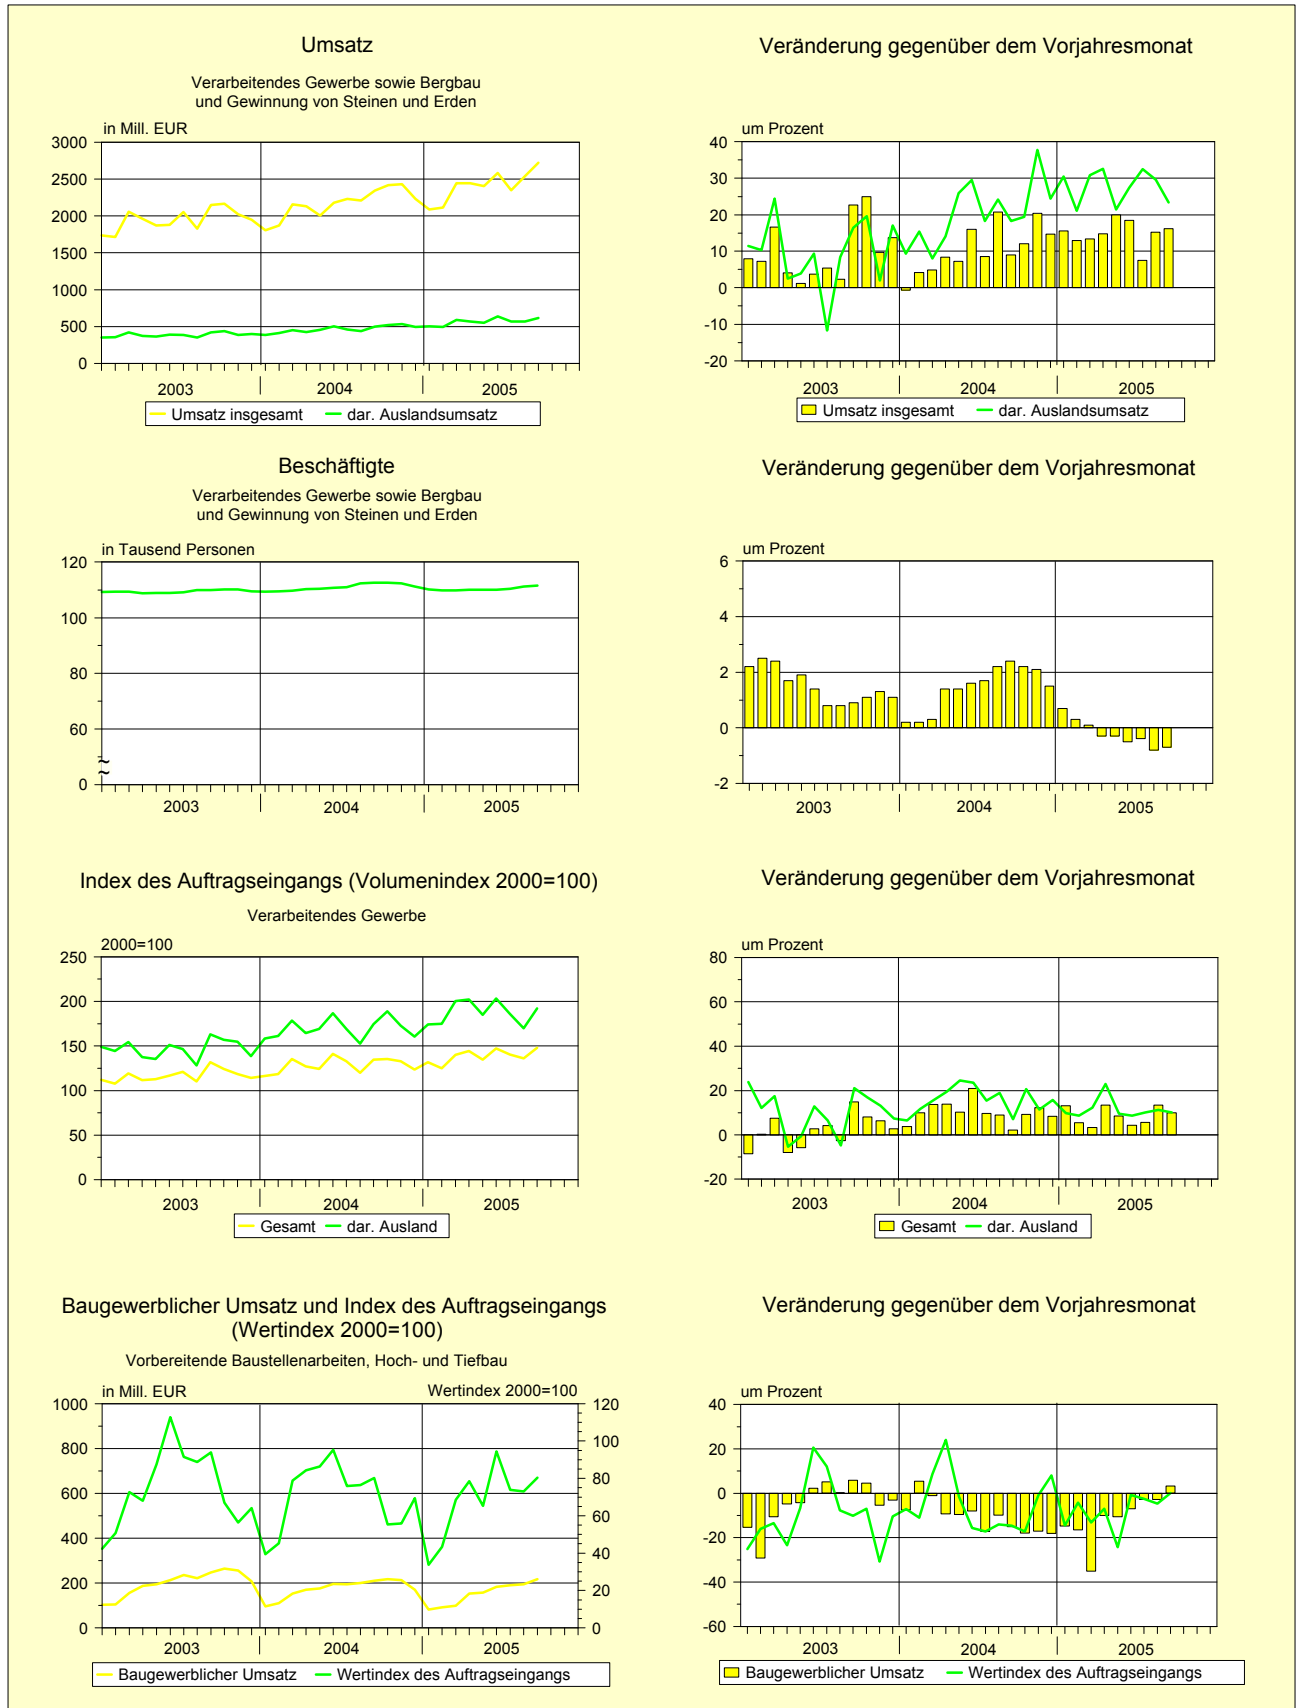 Umsatz
Verarbeitendes Gewerbe sowie Bergbau
und Gewinnung von Steinen und Erden
in Mill. EUR
3000
2500
2000
1500
1000
500
0
2003 2004 2005
Umsatz insgesamt dar. Auslandsumsatz
Veränderung gegenüber dem Vorjahresmonat
um Prozent
40
30
20
10
0
-10
-20
2003 2004 2005
Umsatz insgesamt dar. Auslandsumsatz
Beschäftigte
Verarbeitendes Gewerbe sowie Bergbau
und Gewinnung von Steinen und Erden
in Tausend Personen
120
100
80
60
0
2003 2004 2005
Veränderung gegenüber dem Vorjahresmonat
um Prozent
6
4
2
0
-2
2003 2004 2005
Index des Auftragseingangs (Volumenindex 2000=100)
Verarbeitendes Gewerbe
2000=100
250
200
150
100
50
0
2003 2004 2005
Gesamt dar. Ausland
Veränderung gegenüber dem Vorjahresmonat
um Prozent
80
60
40
20
0
-20
2003 2004 2005
Gesamt dar. Ausland
Baugewerblicher Umsatz und Index des Auftragseingangs
(Wertindex 2000=100)
Vorbereitende Baustellenarbeiten, Hoch- und Tiefbau
in Mill. EUR Wertindex 2000=100
1000 120
800 100
600 80
400 60
200 40
0 20
0
2003 2004 2005
Baugewerblicher Umsatz Wertindex des Auftragseingangs
Veränderung gegenüber dem Vorjahresmonat
um Prozent
40
20
0
-20
-40
-60
2003 2004 2005
Baugewerblicher Umsatz Wertindex des Auftragseingangs